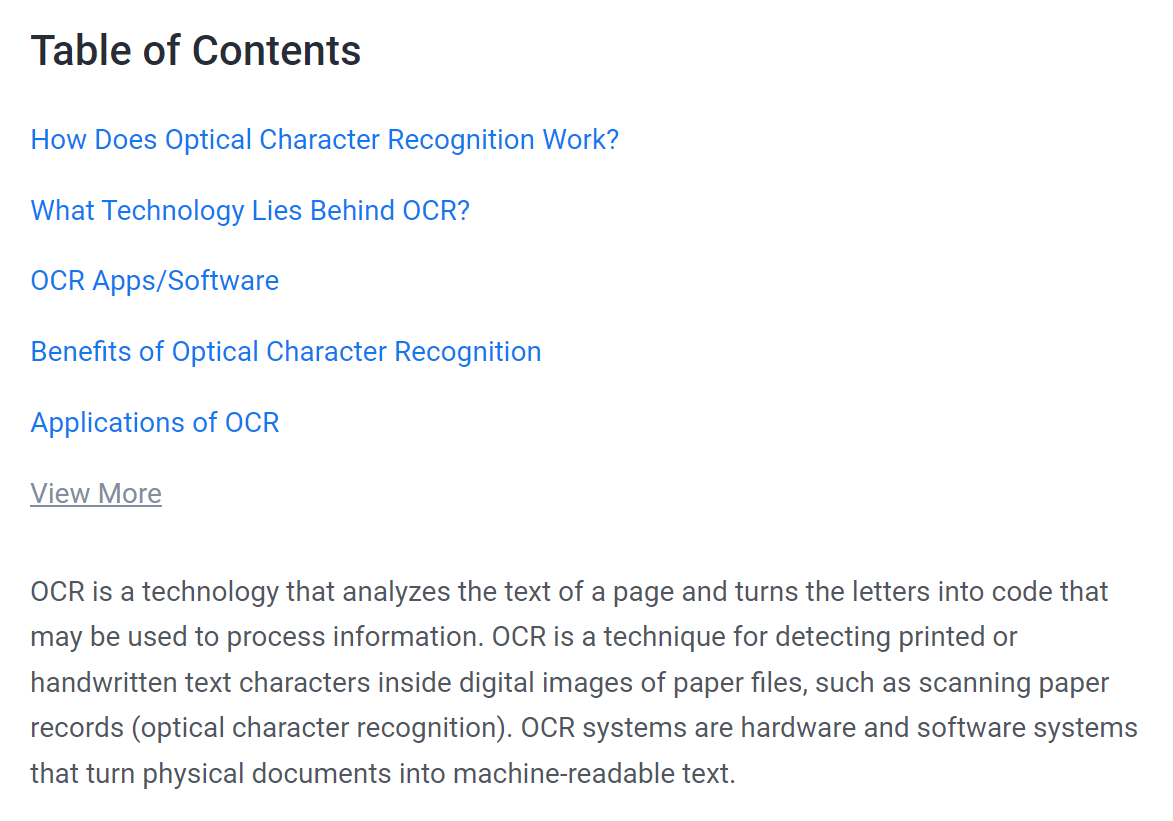 Table of Contents
How Does Optical Character Recognition Work?
What Technology Lies Behind OCR?
OCR Apps/Software
Benefits of Optical Character Recognition
Applications of OCR
View More
OCR is a technology that analyzes the text of a page and turns the letters into code that
may be used to process information. OCR is a technique for detecting printed or
handwritten text characters inside digital images of paper files, such as scanning paper
records (optical character recognition). OCR systems are hardware and software systems
that turn physical documents into machine-readable text.